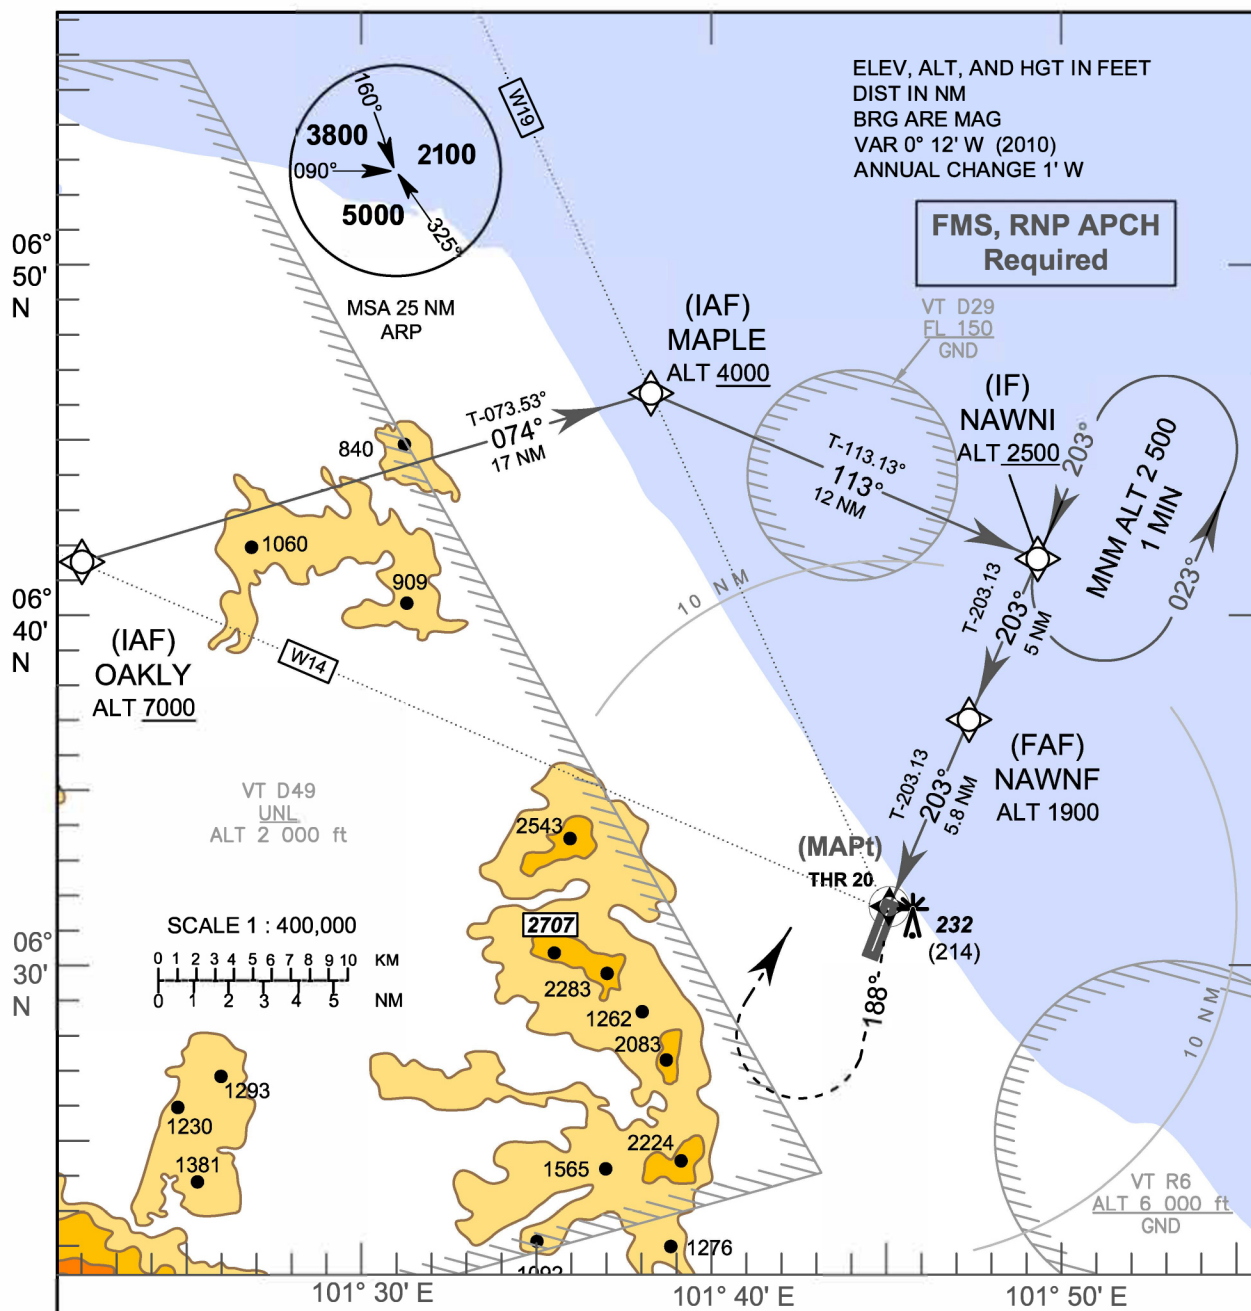 ELEV, ALT, AND HGT IN FEET
DIST IN NM
BRG ARE MAG
VAR 0° 12' W (2010)
ANNUAL CHANGE 1' W
FMS, RNP APCH
Required
160°
3800
2100
090°
5000
325°
MSA 25 NM
ARP
W19
06°
50'
N
(IAF)
MAPLE
ALT 4000
VT D29
FL 150
GND
(IF)
NAWNI
ALT 2500
T-073.53°
074°
17 NM
T-113.13°
113°
12 NM
203°
MNM ALT 2 500
1 MIN
023°
840
1060
909
10 NM
T-203.13
203°
5 NM
06°
40'
N
(IAF)
OAKLY
ALT 7000
W14
(FAF)
NAWNF
ALT 1900
T-203.13
203°
5.8 NM
VT D49
UNL
ALT 2 000 ft
2543
(MAPt)
THR 20
232
(214)
SCALE 1 : 400,000
0 1 2 3 4 5 6 7 8 9 10 KM
0 1 2 3 4 5 NM
2707
2283
1262
2083
188°
06°
30'
N
10 NM
1293
1230
1381
2224
1565
1276
1092
VT R6
ALT 6 000 ft
GND
101° 30' E
101° 40' E
101° 50' E